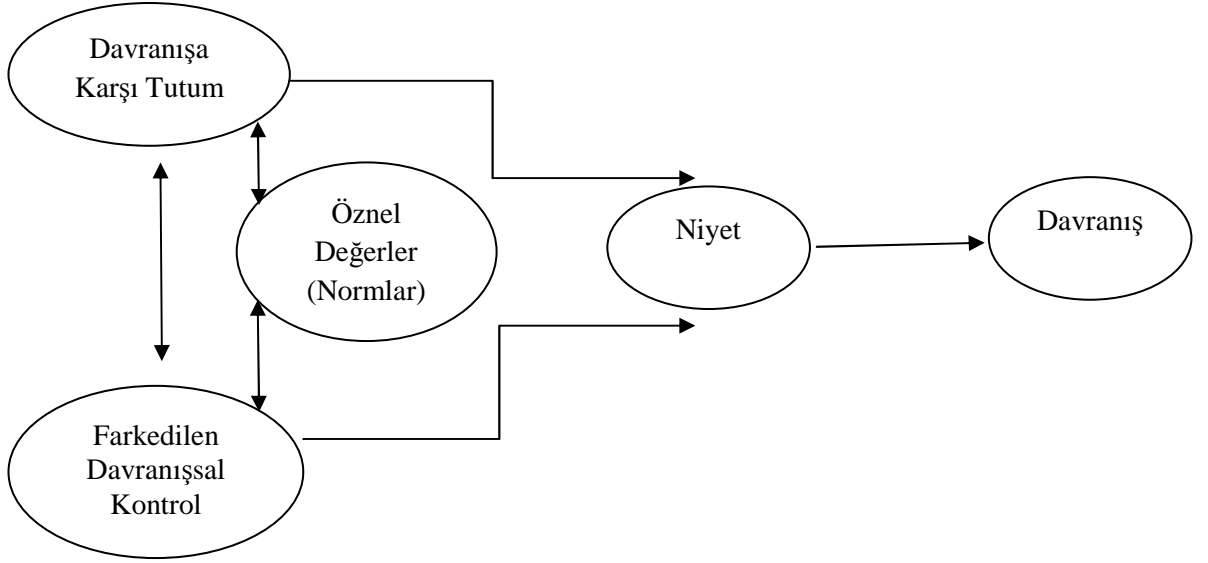 Davranışa
Karşı Tutum
Öznel
Değerler
(Normlar)
Niyet
Davranış
Farkedilen
Davranışsal
Kontrol